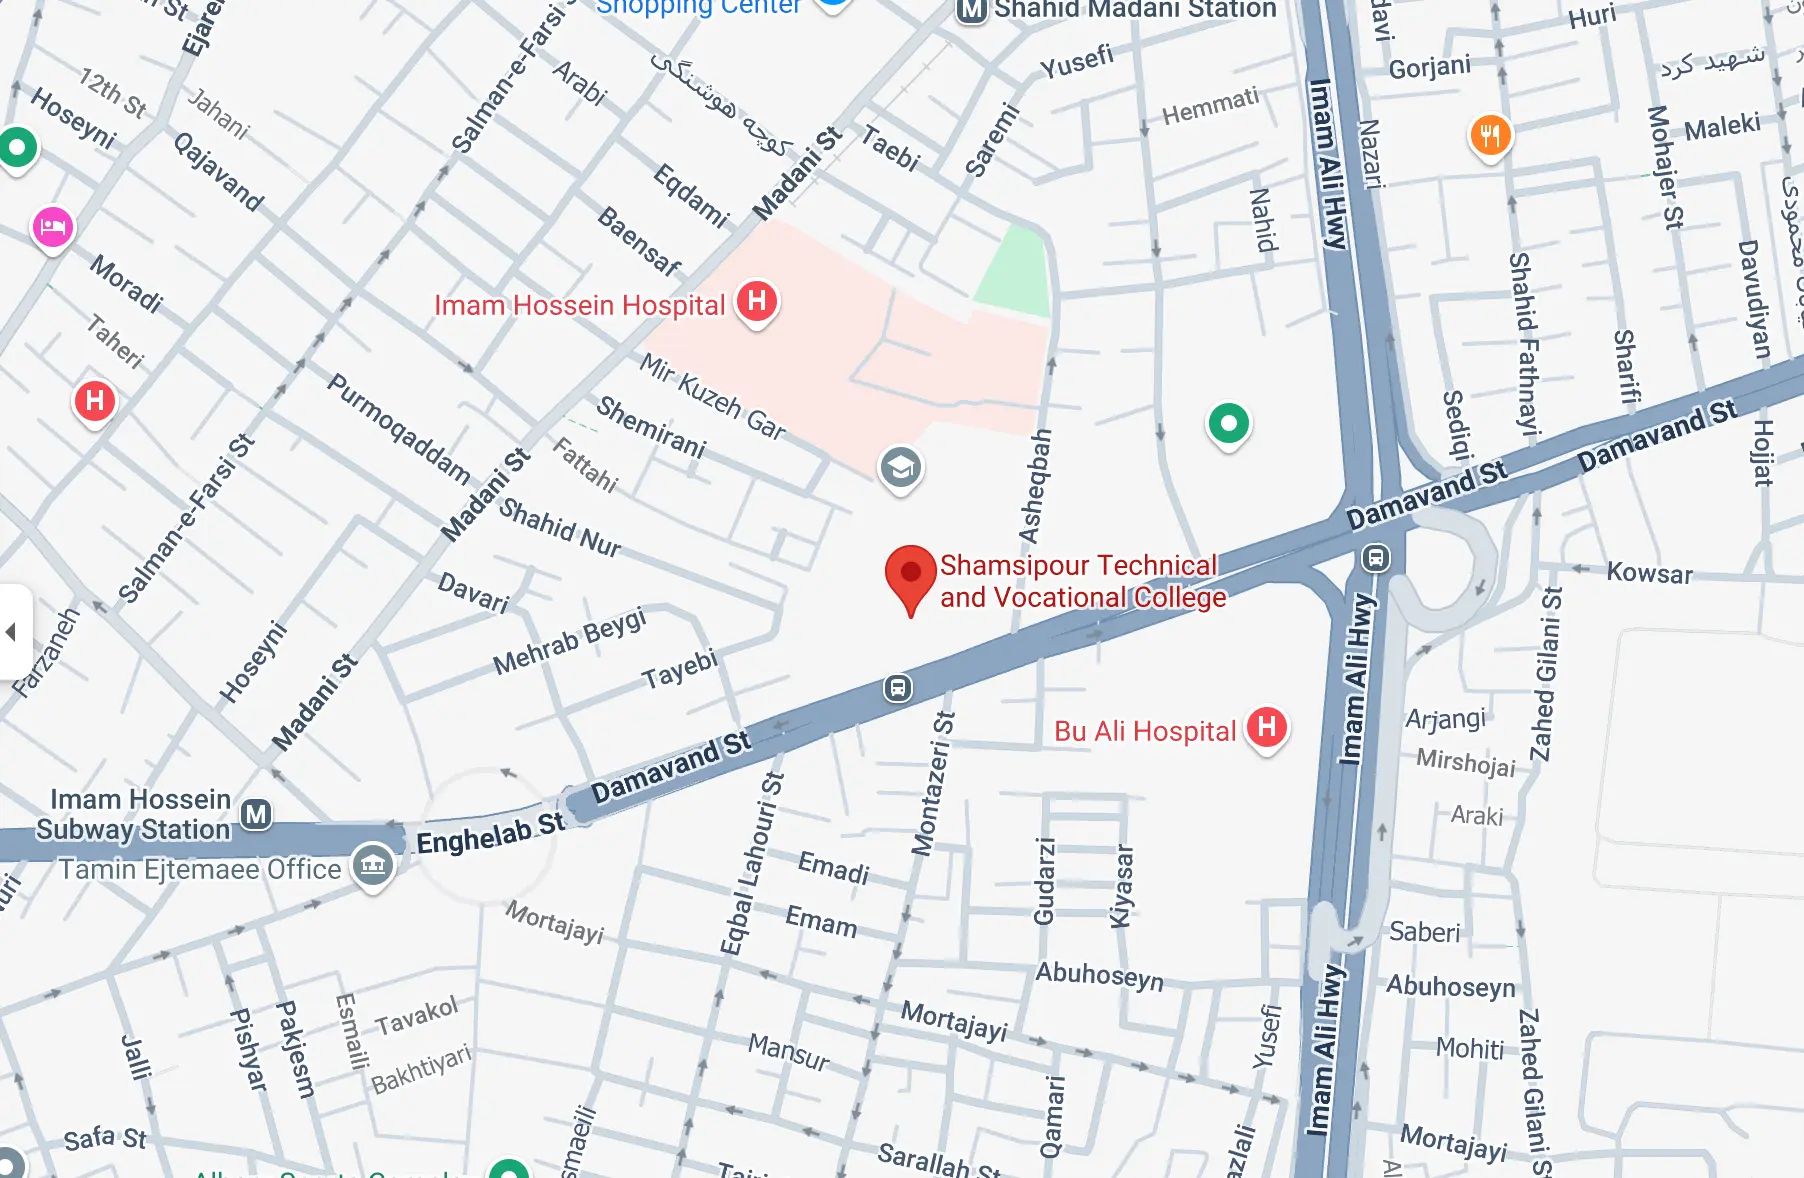 Shopping Center
Shahid Madani Station
Huri
Yusefi
Gorjani
شهید کرد
Arabi
کوچه هوشنگی
12th St
Jahani
Hoseyni
Salman-e-Farsi
Hemmati
Imam Ali Hwy
Nazari
Mohajer St
Maleki
Qajavand
Madani St
Taebi
Saremi
Eqdami
Baensaf
Nahid
محمودی
Moradi
Imam Hossein Hospital
Shahid Fathnayi
Davudiyan
Taheri
Mir Kuzeh Gar
Sharifi
Purmoqaddam
Shemirani
Sediqi
Damavand St
Hojjat
Salman-e-Farsi St
Madani St
Fattahi
Asheqbah
Damavand St
Shahid Nur
Shamsipour Technical
and Vocational College
Kowsar
Davari
Farzaneh
Hoseyni
Mehrab Beygi
Tayebi
Imam Ali Hwy
Zahed Gilani St
Madani St
Bu Ali Hospital
Arjangi
Mirshojai
Damavand St
Montazeri St
Araki
Imam Hossein
Subway Station
Enghelab St
Eqbal Lahouri St
Tamin Ejtemaee Office
Emadi
Gudarzi
Kiyasar
Emam
Mortajayi
Saberi
Abuhoseyn
Abuhoseyn
Imam Ali Hwy
Pishyar
Pakjesm
Esmaili
Tavakol
Mortajayi
Yusefi
Zahed Gilani St
Jalli
Bakhtiyari
Mansur
Mohiti
Qamari
Safa St
Mortajayi
Sarallah St